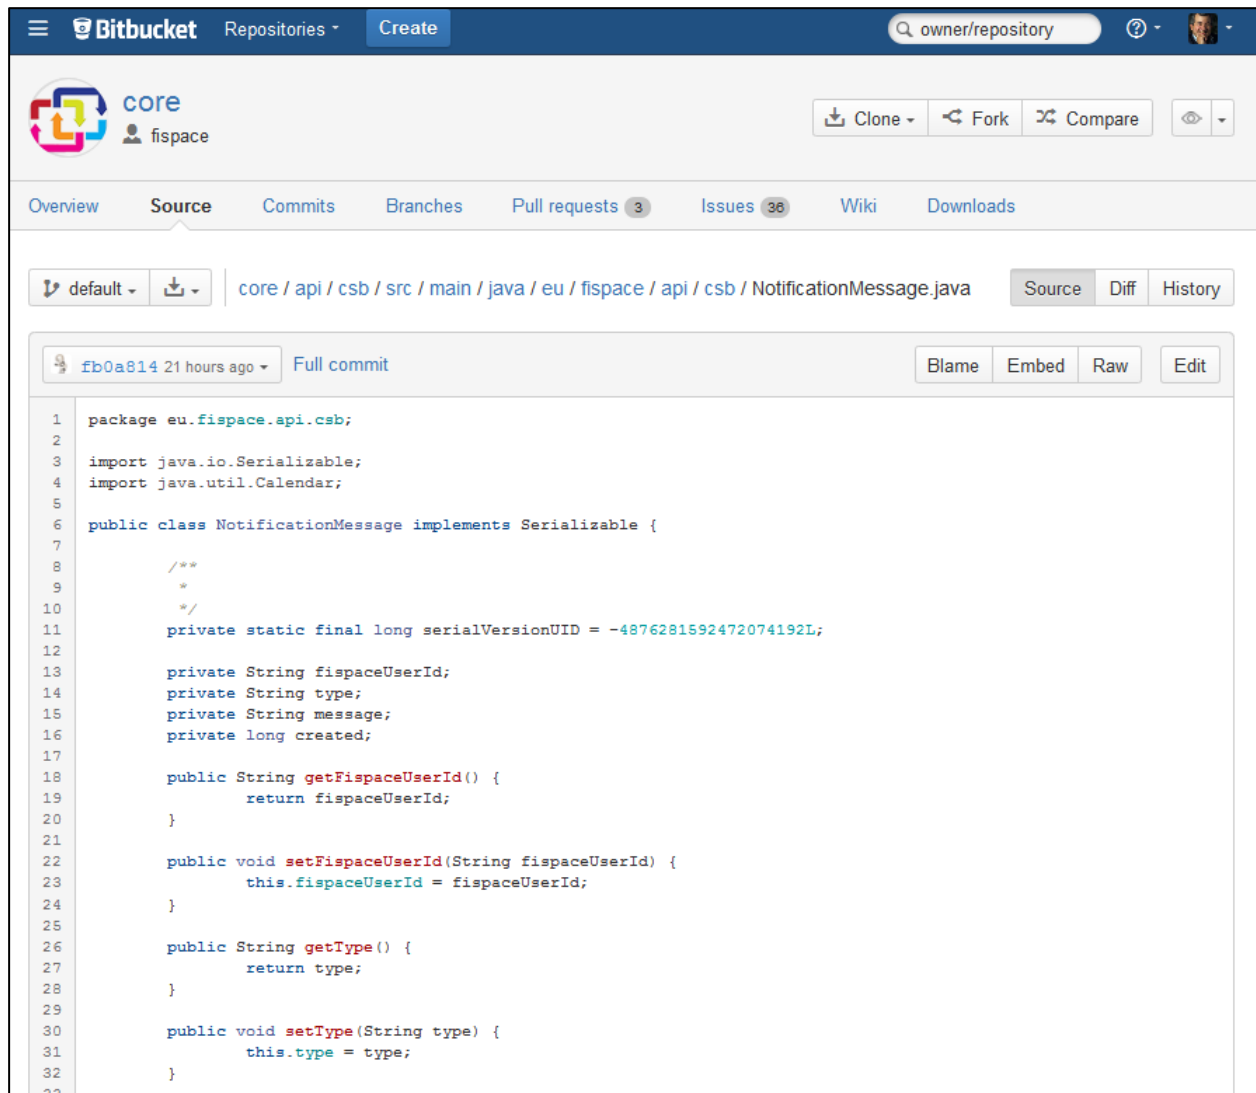 Bitbucket Repositories Create owner/repository
core
fispace
Clone Fork Compare
Overview Source Commits Branches Pull requests 3 Issues 36 Wiki Downloads
default core / api / csb / src / main / java / eu / fispace / api / csb / NotificationMessage.java Source Diff History
fb0a814 21 hours ago Full commit Blame Embed Raw Edit
1 package eu.fispace.api.csb;
2
3 import java.io.Serializable;
4 import java.util.Calendar;
5
6 public class NotificationMessage implements Serializable {
7
8 /**
9 *
10 */
11 private static final long serialVersionUID = -4876281592472074192L;
12
13 private String fispaceUserId;
14 private String type;
15 private String message;
16 private long created;
17
18 public String getFispaceUserId() {
19 return fispaceUserId;
20 }
21
22 public void setFispaceUserId(String fispaceUserId) {
23 this.fispaceUserId = fispaceUserId;
24 }
25
26 public String getType() {
27 return type;
28 }
29
30 public void setType(String type) {
31 this.type = type;
32 }